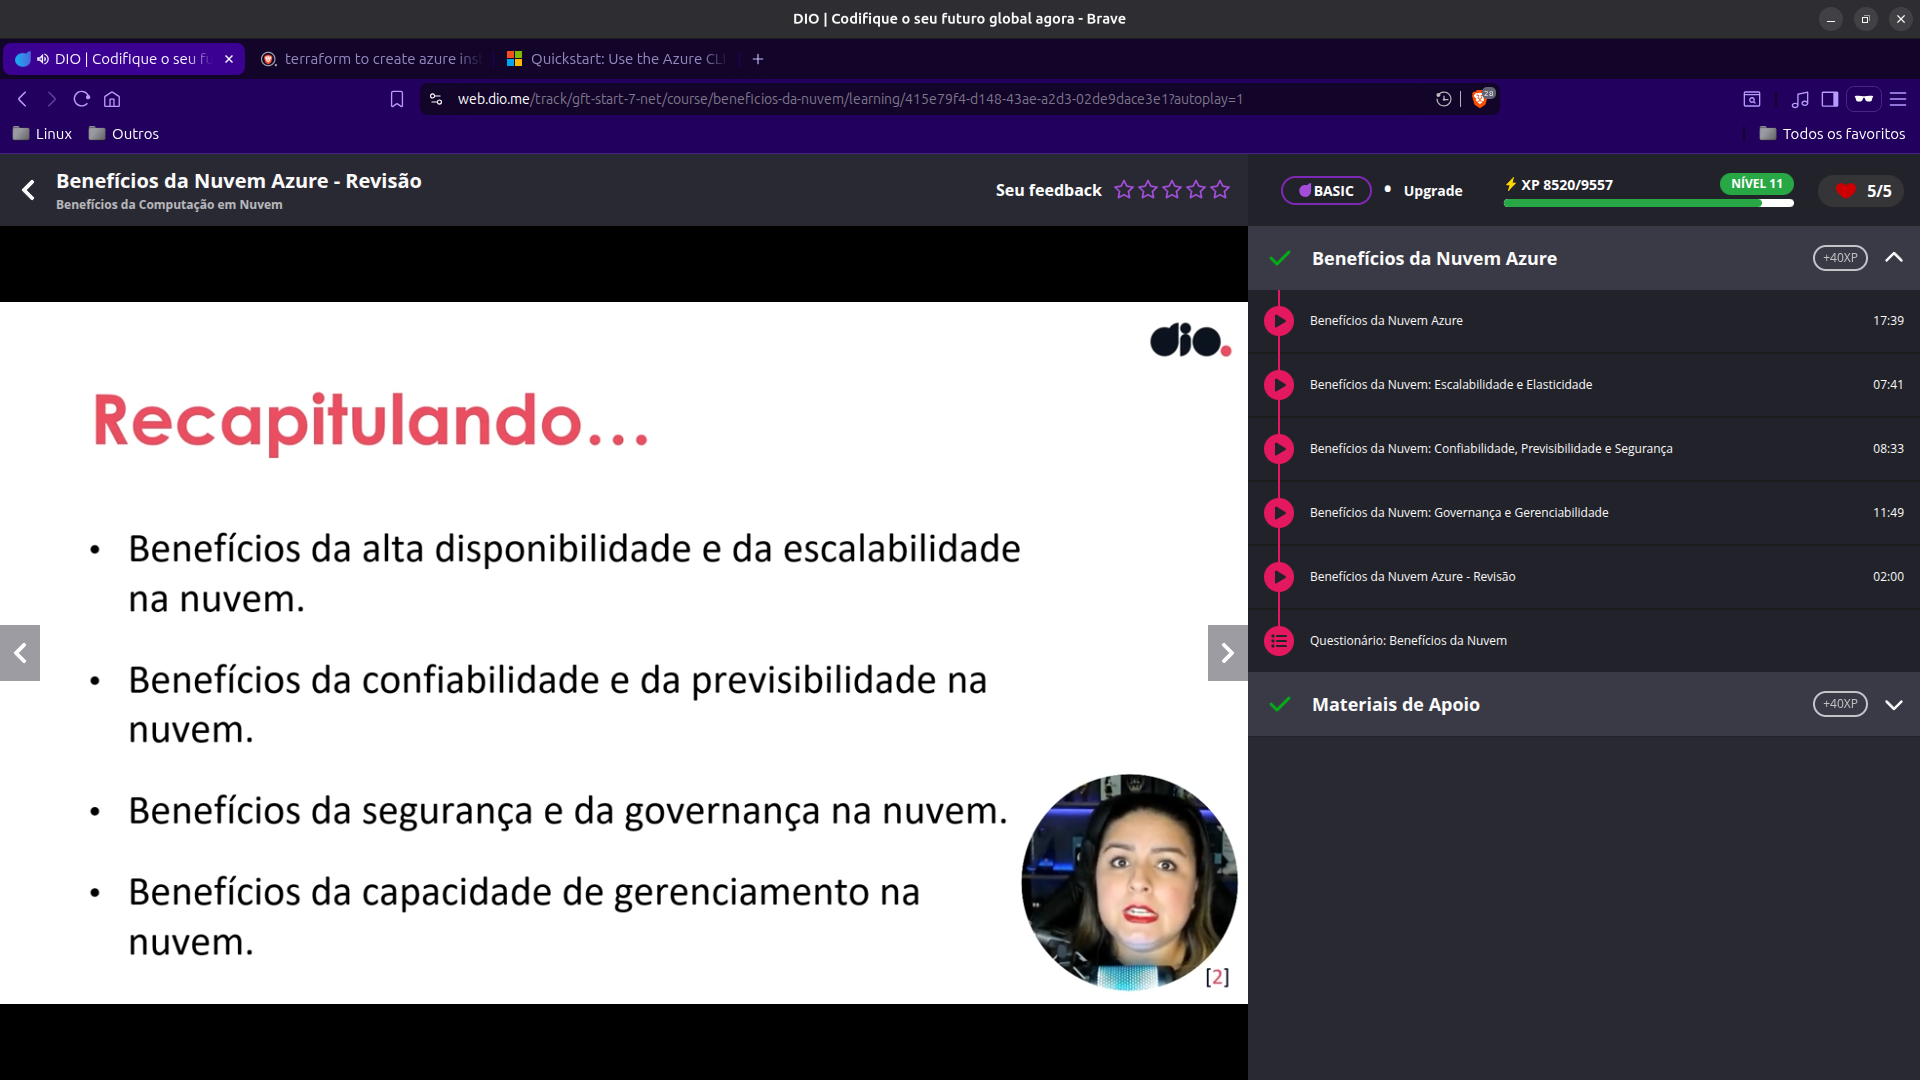 DIO | Codifique o seu futuro global agora - Brave
DIO | Codifique o seu fu
terraform to create azure inst
Quickstart: Use the Azure CL
web.dio.me/track/gft-start-7-net/course/beneficios-da-nuvem/learning/415e79f4-d148-43ae-a2d3-02de9dace3e1?autoplay=1
28
Linux
Outros
Todos os favoritos
Benefícios da Nuvem Azure - Revisão
Benefícios da Computação em Nuvem
Seu feedback
BASIC
•
Upgrade
XP 8520/9557
NÍVEL 11
5/5
dio.
Recapitulando...
• Benefícios da alta disponibilidade e da escalabilidade
na nuvem.
• Benefícios da confiabilidade e da previsibilidade na
nuvem.
• Benefícios da segurança e da governança na nuvem.
• Benefícios da capacidade de gerenciamento na
nuvem.
[2]
Benefícios da Nuvem Azure
+40XP
Benefícios da Nuvem Azure
17:39
Benefícios da Nuvem: Escalabilidade e Elasticidade
07:41
Benefícios da Nuvem: Confiabilidade, Previsibilidade e Segurança
08:33
Benefícios da Nuvem: Governança e Gerenciabilidade
11:49
Benefícios da Nuvem Azure - Revisão
02:00
Questionário: Benefícios da Nuvem
Materiais de Apoio
+40XP